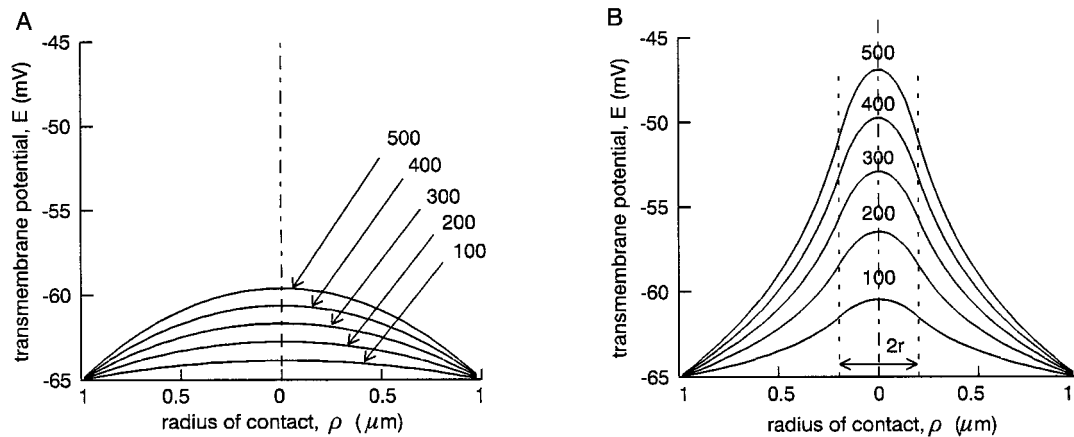 A
transmembrane potential, E (mV)
-45
-50
-55
-60
-65
500
400
300
200
100
1 0.5 0 0.5 1
radius of contact, ρ (μm)
B
transmembrane potential, E (mV)
-45
-50
-55
-60
-65
500
400
300
200
100
2r
1 0.5 0 0.5 1
radius of contact, ρ (μm)